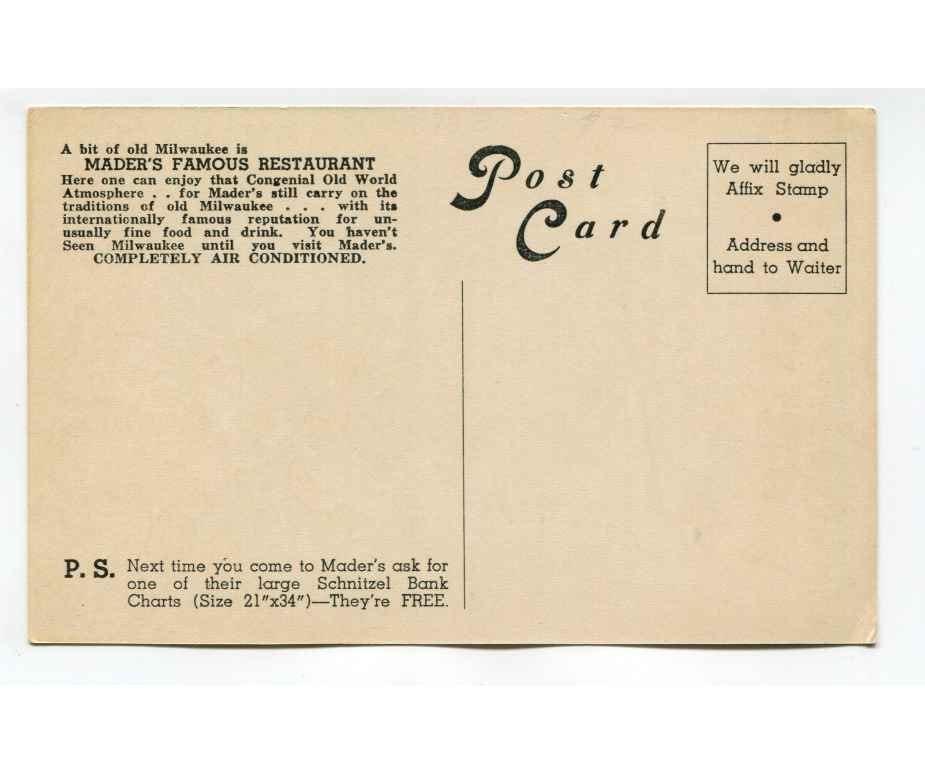 A bit of old Milwaukee is
MADER'S FAMOUS RESTAURANT
Here one can enjoy that Congenial Old World
Atmosphere . . for Mader's still carry on the
traditions of old Milwaukee . . . with its
internationally famous reputation for un-
usually fine food and drink. You haven't
Seen Milwaukee until you visit Mader's.
COMPLETELY AIR CONDITIONED.
Post
Card
We will gladly
Affix Stamp
•
Address and
hand to Waiter
P. S. Next time you come to Mader's ask for
one of their large Schnitzel Bank
Charts (Size 21"x34")—They're FREE.